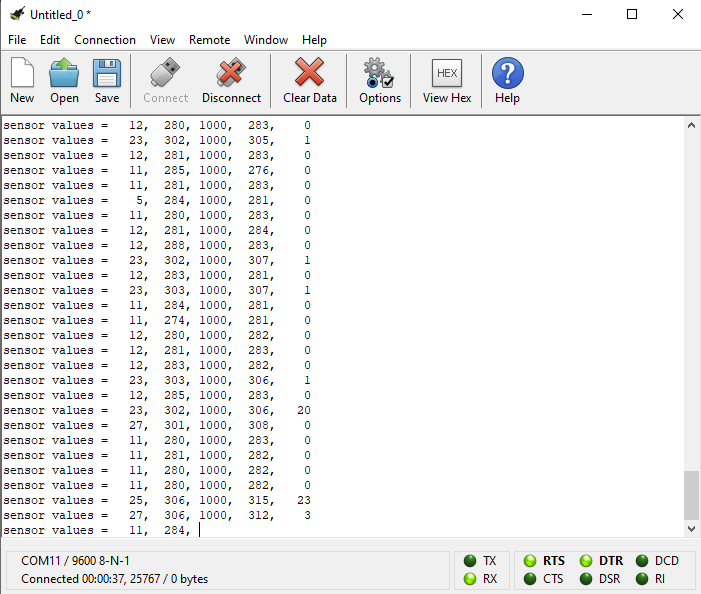 Untitled_0 *
File Edit Connection View Remote Window Help
HEX
New Open Save Connect Disconnect Clear Data Options View Hex Help
sensor values =   12,  280, 1000,  283,    0
sensor values =   23,  302, 1000,  305,    1
sensor values =   12,  281, 1000,  283,    0
sensor values =   11,  285, 1000,  276,    0
sensor values =   11,  281, 1000,  283,    0
sensor values =    5,  284, 1000,  281,    0
sensor values =   11,  280, 1000,  283,    0
sensor values =   12,  281, 1000,  284,    0
sensor values =   12,  288, 1000,  283,    0
sensor values =   23,  302, 1000,  307,    1
sensor values =   12,  283, 1000,  281,    0
sensor values =   23,  303, 1000,  307,    1
sensor values =   11,  284, 1000,  281,    0
sensor values =   11,  274, 1000,  281,    0
sensor values =   12,  280, 1000,  282,    0
sensor values =   12,  281, 1000,  283,    0
sensor values =   12,  283, 1000,  282,    0
sensor values =   23,  303, 1000,  306,    1
sensor values =   12,  285, 1000,  283,    0
sensor values =   23,  302, 1000,  306,   20
sensor values =   27,  301, 1000,  308,    0
sensor values =   11,  280, 1000,  283,    0
sensor values =   11,  281, 1000,  282,    0
sensor values =   11,  280, 1000,  282,    0
sensor values =   11,  280, 1000,  282,    0
sensor values =   25,  306, 1000,  315,   23
sensor values =   27,  306, 1000,  312,    3
sensor values =   11,  284,
COM11 / 9600 8-N-1
Connected 00:00:37, 25767 / 0 bytes
TX RTS DTR DCD
RX CTS DSR RI